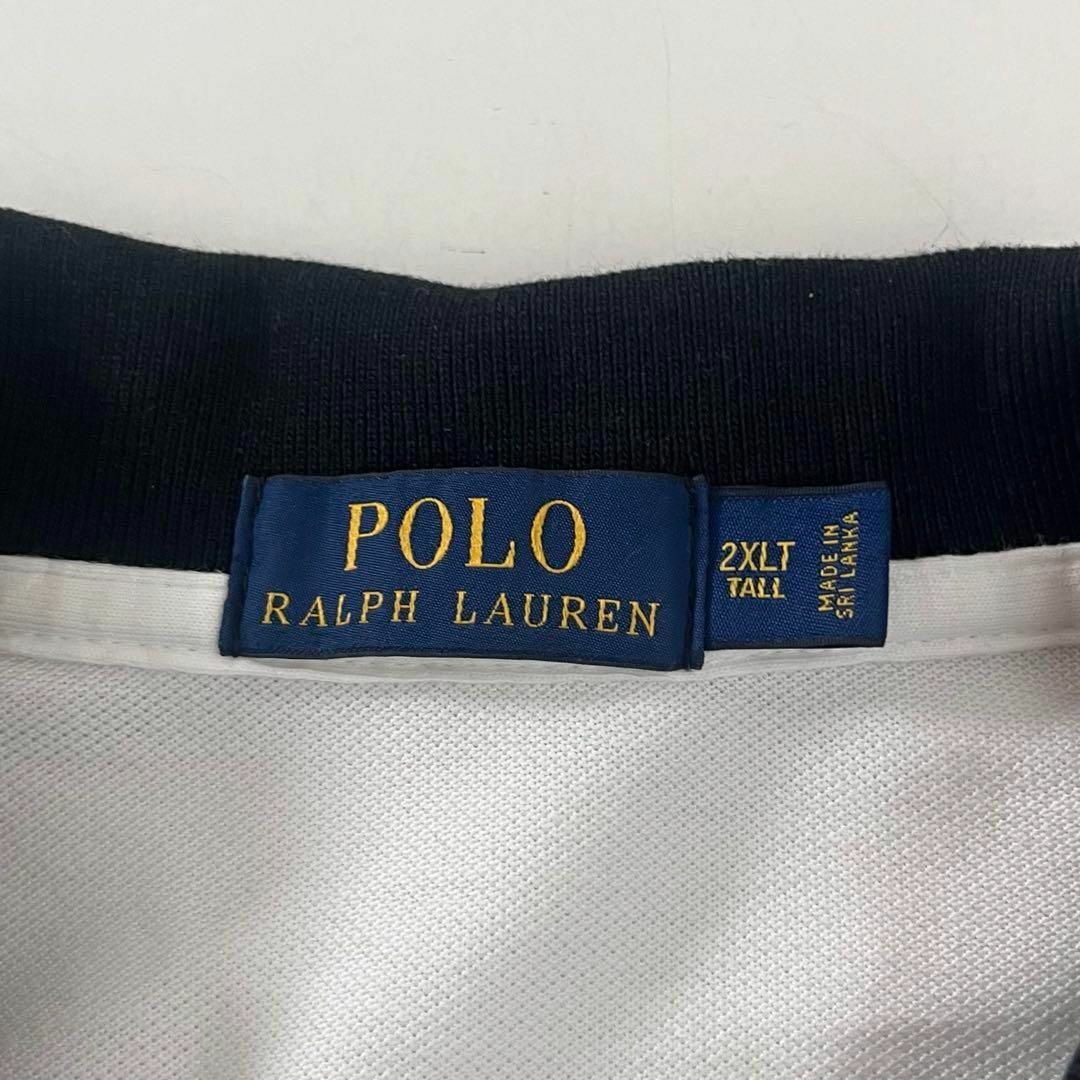 POLO
RALPH LAUREN
2XLT
TALL
MADE IN
SRI LANKA